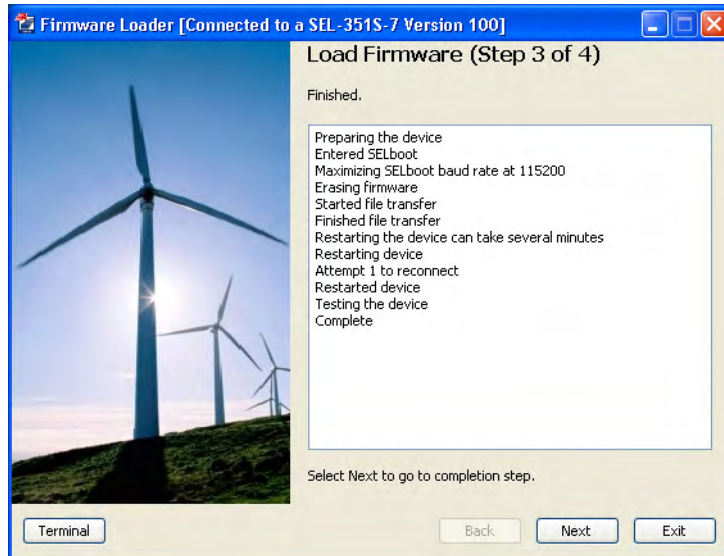 Firmware Loader [Connected to a SEL-351S-7 Version 100]
Load Firmware (Step 3 of 4)
Finished.
Preparing the device
Entered SELboot
Maximizing SELboot baud rate at 115200
Erasing firmware
Started file transfer
Finished file transfer
Restarting the device can take several minutes
Restarting device
Attempt 1 to reconnect
Restarted device
Testing the device
Complete
Select Next to go to completion step.
Terminal
Back
Next
Exit